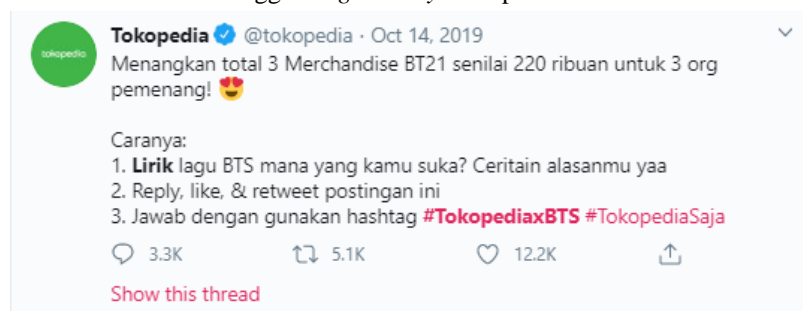 tokopedia
Tokopedia @tokopedia · Oct 14, 2019
Menangkan total 3 Merchandise BT21 senilai 220 ribuan untuk 3 org
pemenang! 😍
Caranya:
1. Lirik lagu BTS mana yang kamu suka? Ceritain alasanmu yaa
2. Reply, like, & retweet postingan ini
3. Jawab dengan gunakan hashtag #TokopediaxBTS #TokopediaSaja
3.3K 5.1K 12.2K
Show this thread